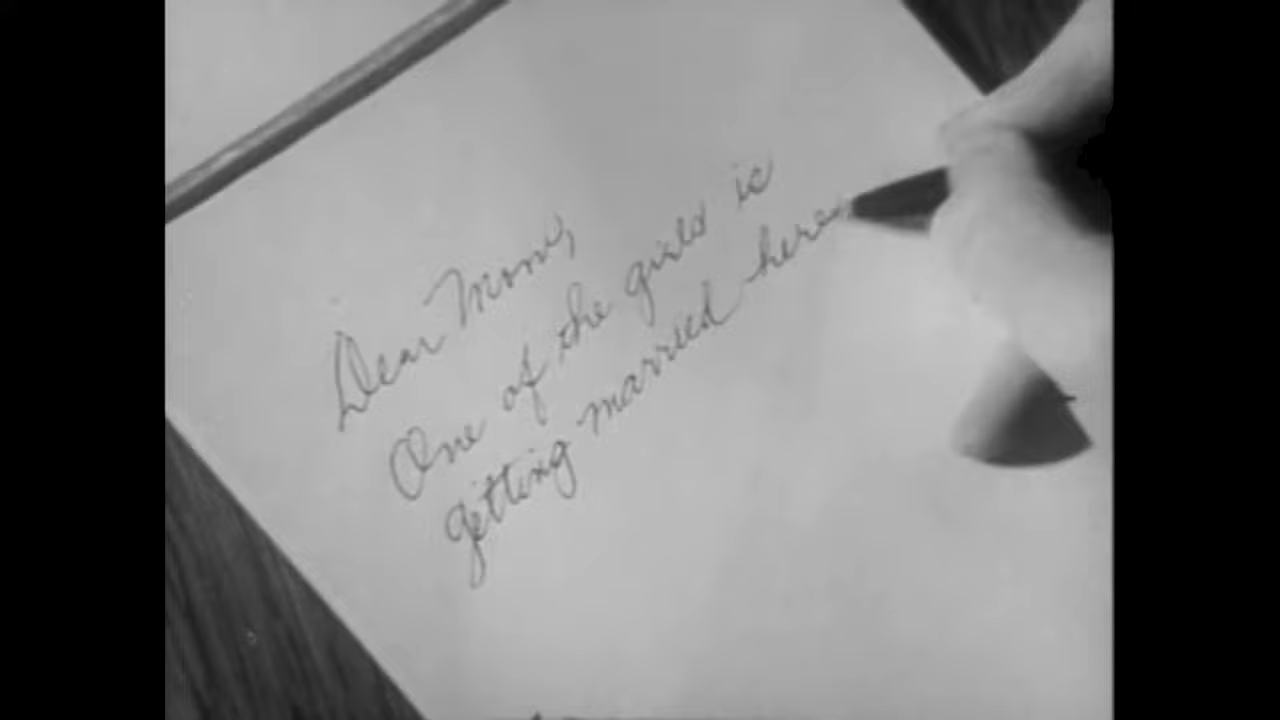 Dear Mom,
One of the girls is
getting married here